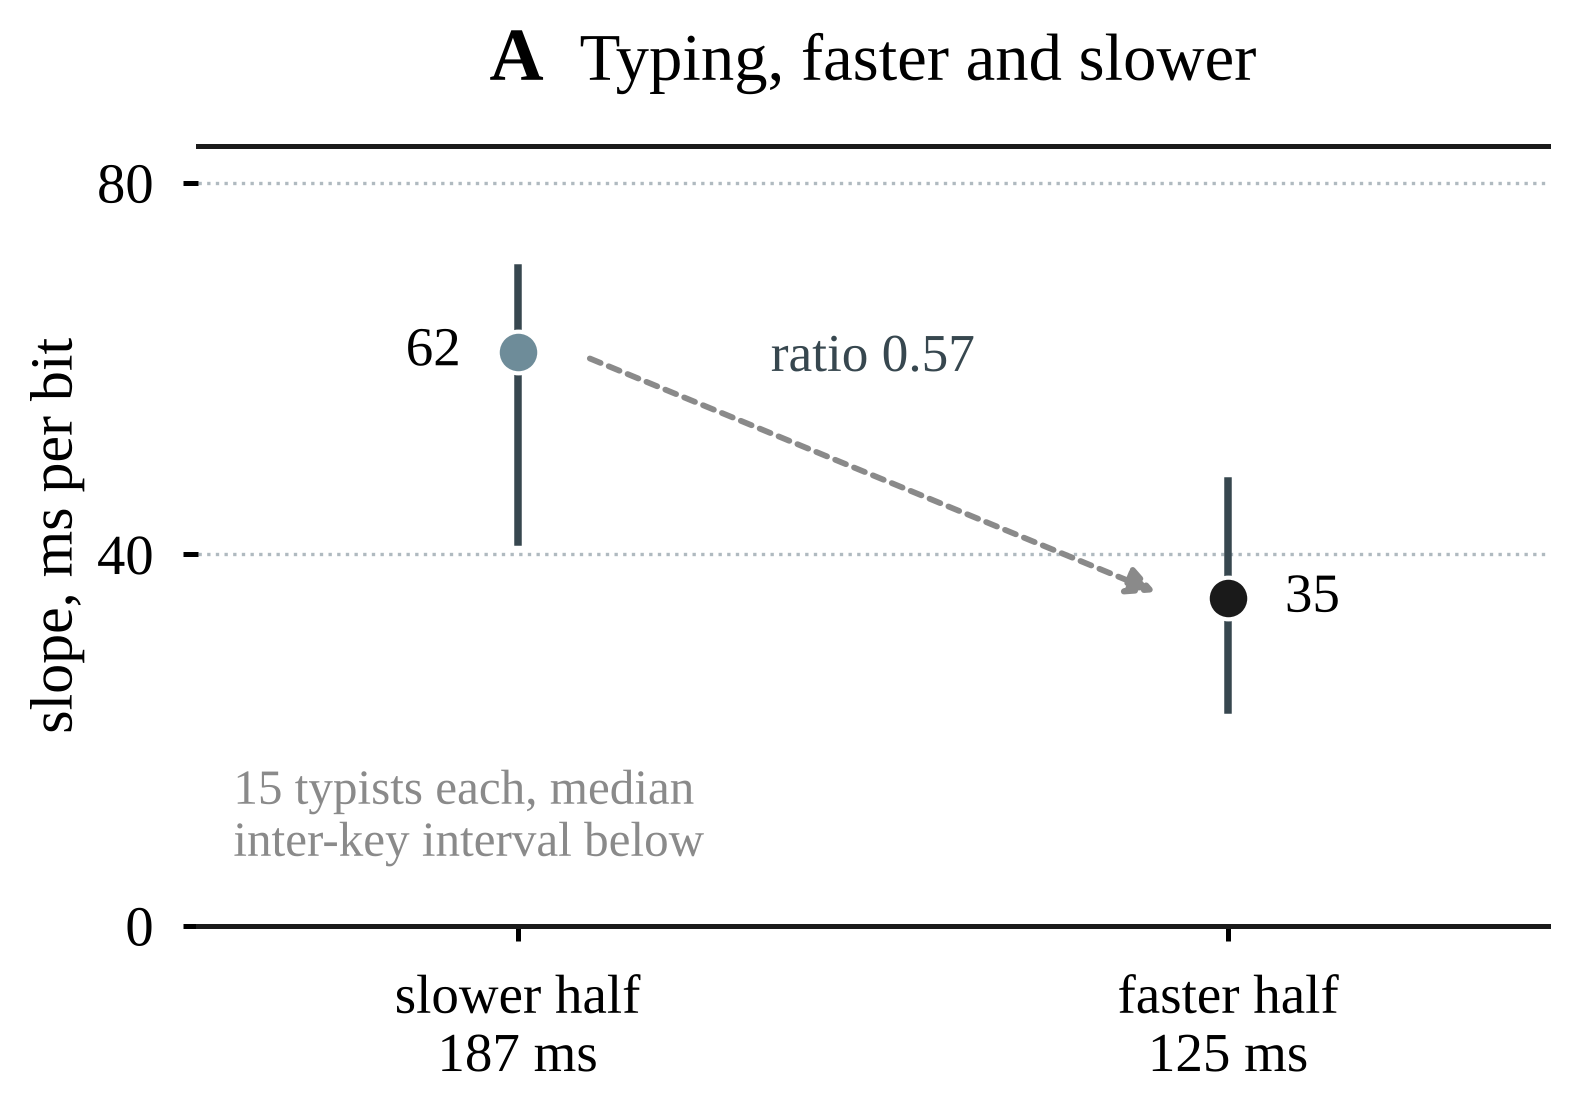 A Typing, faster and slower
80
62
ratio 0.57
slope, ms per bit
40
35
15 typists each, median
inter-key interval below
0
slower half
187 ms
faster half
125 ms